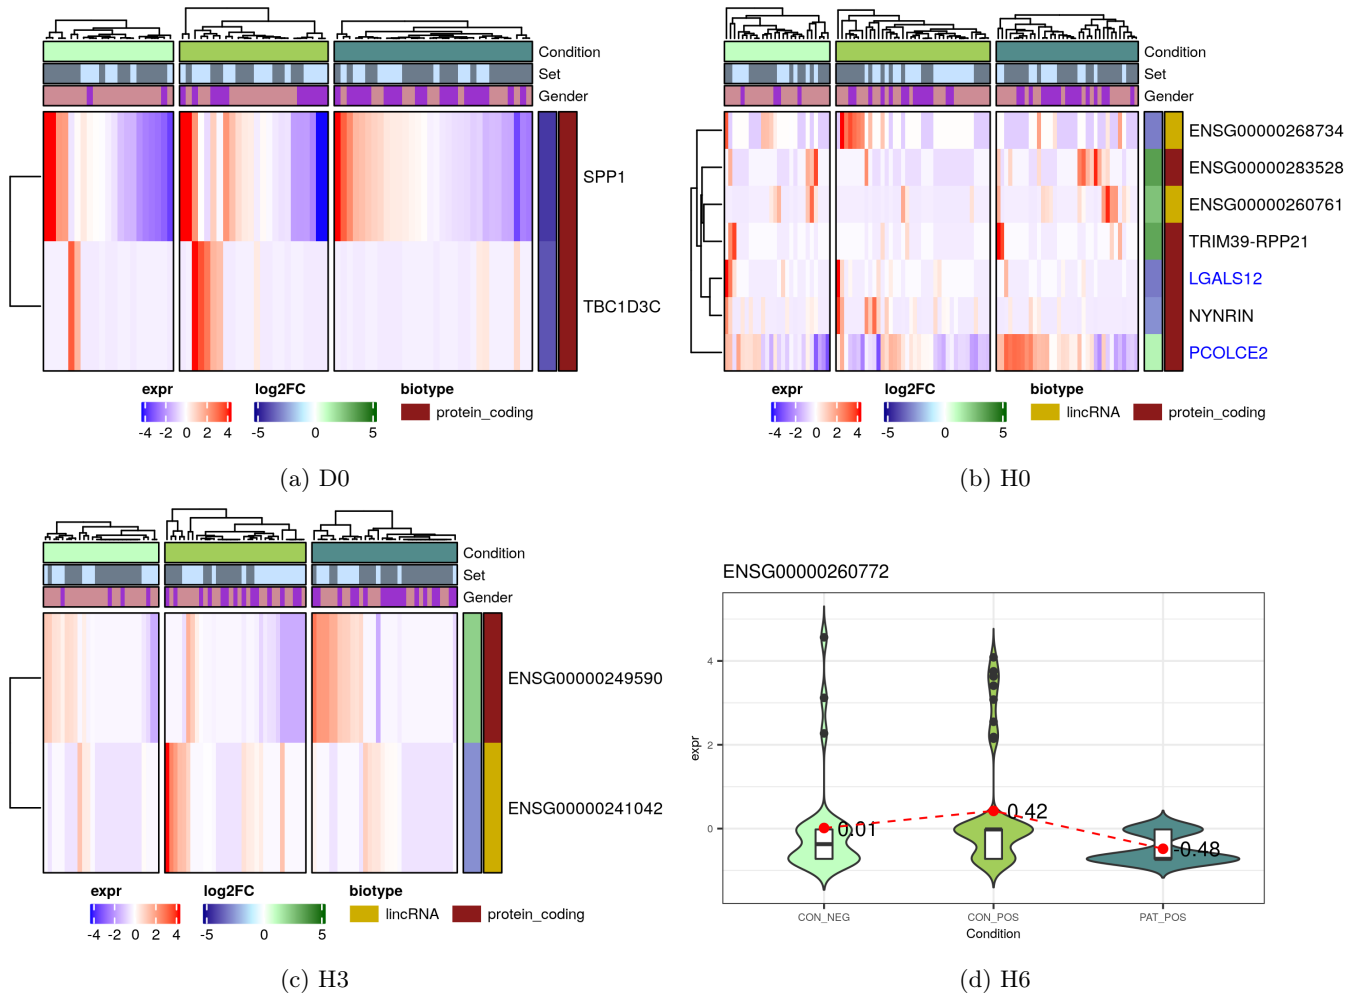 Condition
Set
Gender
SPP1
TBC1D3C
expr
log2FC
biotype
-4 -2 0 2 4
-5 0 5
protein_coding
(a) D0
Condition
Set
Gender
ENSG00000268734
ENSG00000283528
ENSG00000260761
TRIM39-RPP21
LGALS12
NYNRIN
PCOLCE2
expr
log2FC
biotype
-4 -2 0 2 4
-5 0 5
lincRNA
protein_coding
(b) H0
Condition
Set
Gender
ENSG00000249590
ENSG00000241042
expr
log2FC
biotype
-4 -2 0 2 4
-5 0 5
lincRNA
protein_coding
(c) H3
ENSG00000260772
expr
4
2
0
0.01
0.42
-0.48
CON_NEG
CON_POS
PAT_POS
Condition
(d) H6